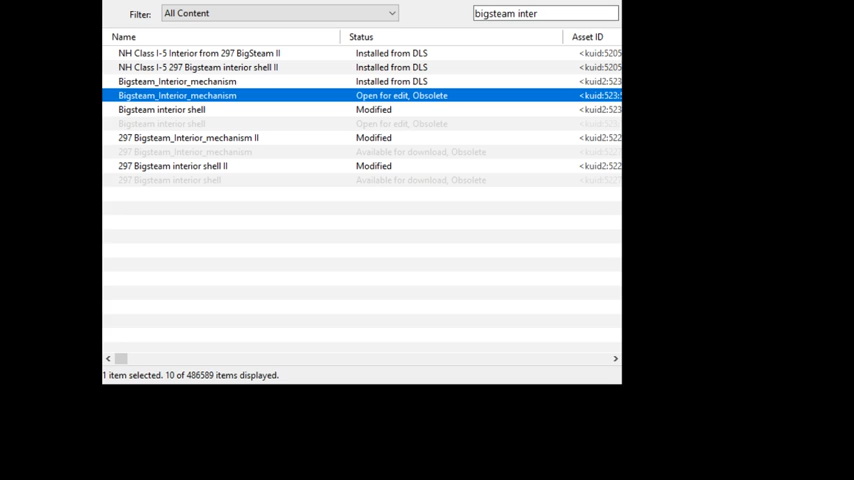 Filter: All Content bigsteam inter
Name Status Asset ID
NH Class I-5 Interior from 297 BigSteam II Installed from DLS <kuid:5205
NH Class I-5 297 Bigsteam interior shell II Installed from DLS <kuid:5205
Bigsteam_Interior_mechanism Installed from DLS <kuid2:523
Bigsteam_Interior_mechanism Open for edit, Obsolete <kuid:523:
Bigsteam interior shell Modified <kuid2:523
Bigsteam interior shell Open for edit, Obsolete
297 Bigsteam_Interior_mechanism II Modified <kuid2:522
297 Bigsteam_Interior_mechanism Available for download, Obsolete
297 Bigsteam interior shell II Modified <kuid2:522
297 Bigsteam interior shell Available for download, Obsolete
1 item selected. 10 of 486589 items displayed.